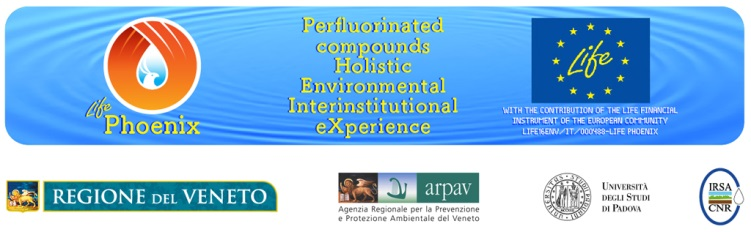 Life
Phoenix
Perfluorinated
compounds
Holistic
Environmental
Interinstitutional
eXperience
Life
WITH THE CONTRIBUTION OF THE LIFE FINANCIAL
INSTRUMENT OF THE EUROPEAN COMMUNITY
LIFE16ENV/IT/000488-LIFE PHOENIX
REGIONE DEL VENETO
arpav
Agenzia Regionale per la Prevenzione
e Protezione Ambientale del Veneto
UNIVERSITÀ
DEGLI STUDI
DI PADOVA
IRSA
CNR